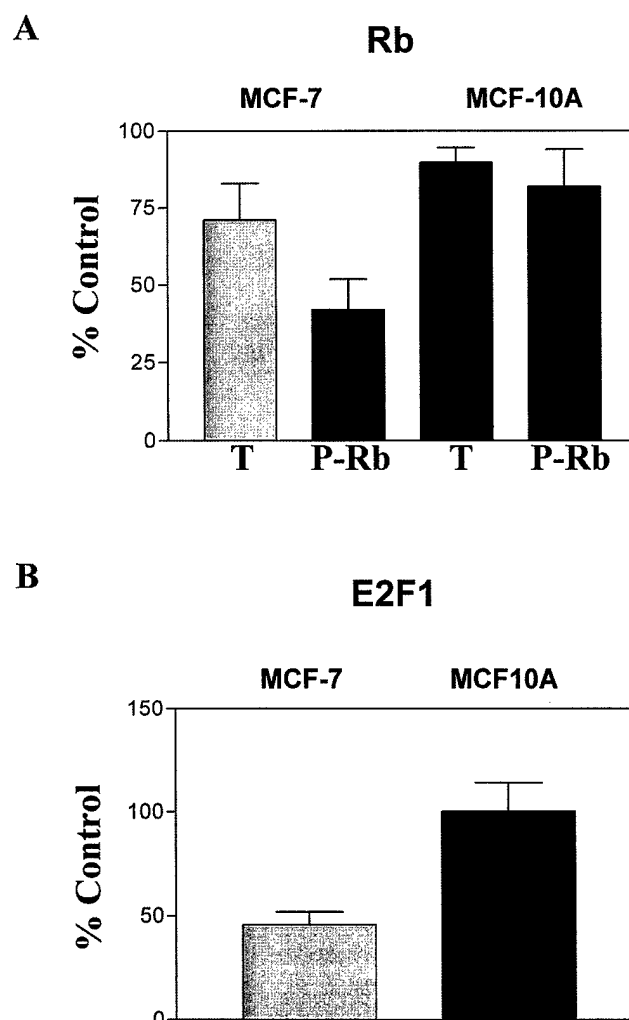 A
Rb
MCF-7 MCF-10A
100
75
50
25
0
% Control
T P-Rb T P-Rb
B
E2F1
MCF-7 MCF10A
150
100
50
0
% Control